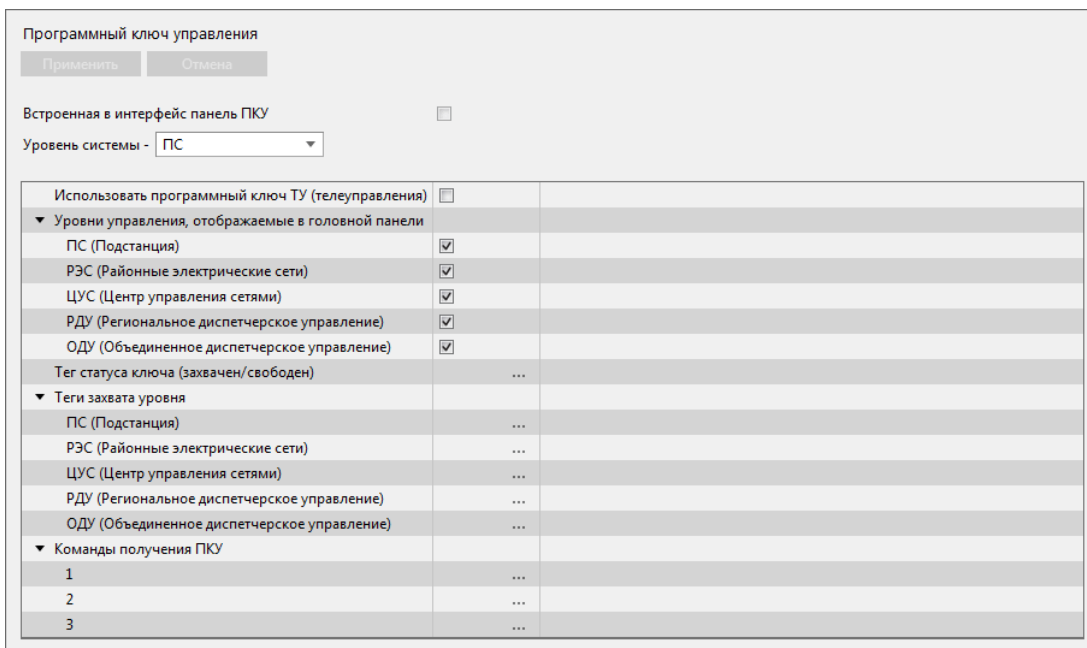 Программный ключ управления
Применить Отмена
Встроенная в интерфейс панель ПКУ
Уровень системы - ПС
Использовать программный ключ ТУ (телеуправления)
Уровни управления, отображаемые в головной панели
ПС (Подстанция)
РЭС (Районные электрические сети)
ЦУС (Центр управления сетями)
РДУ (Региональное диспетчерское управление)
ОДУ (Объединенное диспетчерское управление)
Тег статуса ключа (захвачен/свободен) ...
Теги захвата уровня
ПС (Подстанция) ...
РЭС (Районные электрические сети) ...
ЦУС (Центр управления сетями) ...
РДУ (Региональное диспетчерское управление) ...
ОДУ (Объединенное диспетчерское управление) ...
Команды получения ПКУ
1 ...
2 ...
3 ...